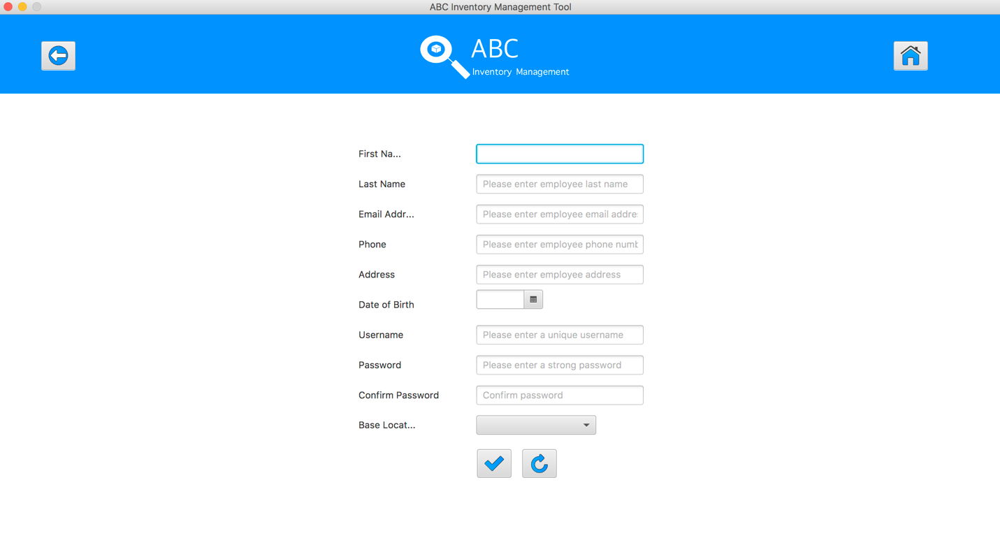 ABC Inventory Management Tool
ABC
Inventory Management
First Na...
Last Name Please enter employee last name
Email Addr... Please enter employee email addre
Phone Please enter employee phone numb
Address Please enter employee address
Date of Birth
Username Please enter a unique username
Password Please enter a strong password
Confirm Password Confirm password
Base Locat...